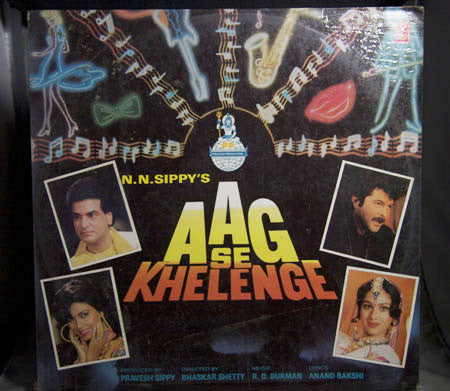 N.N.SIPPY'S
AAG
SE
KHELENGE
PRODUCED BY DIRECTED BY MUSIC LYRICS
PRAVESH SIPPY BHASKAR SHETTY R. D. BURMAN ANAND BAKSHI